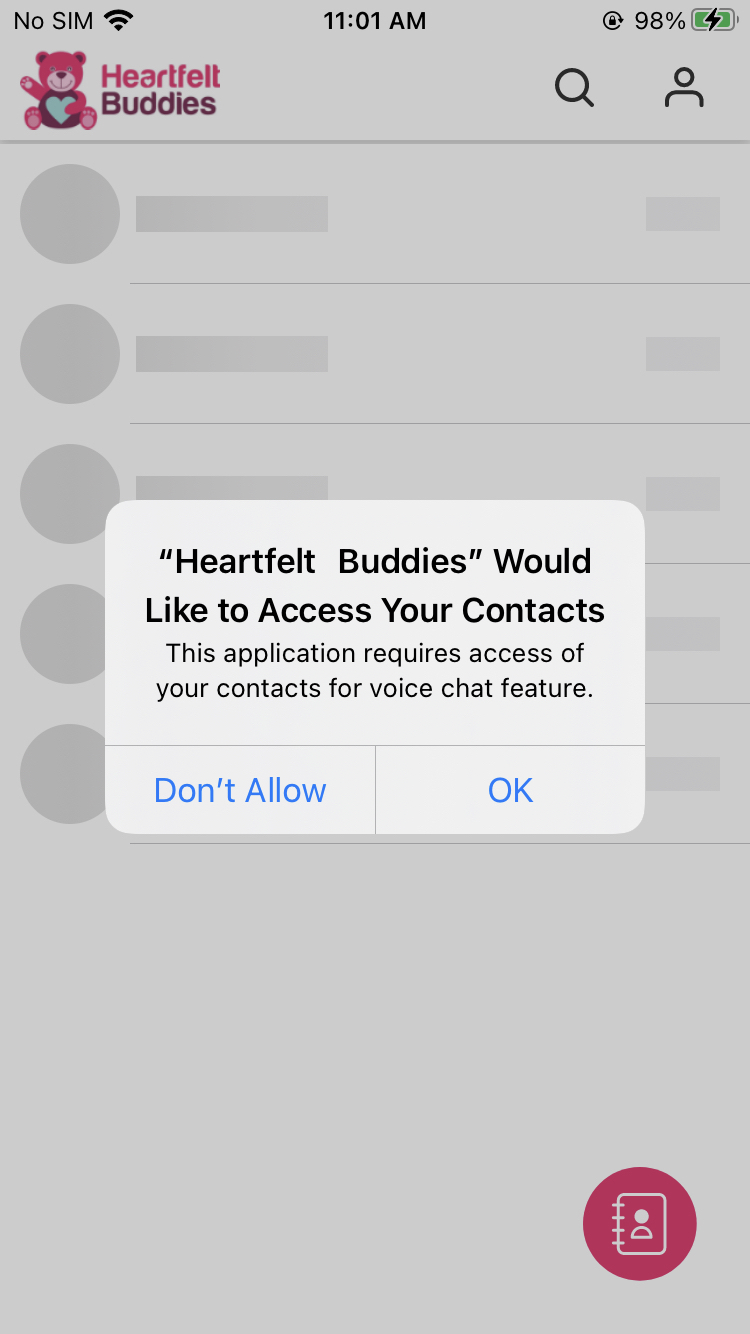 No SIM 11:01 AM 98%
Heartfelt
Buddies
“Heartfelt  Buddies” Would
Like to Access Your Contacts
This application requires access of
your contacts for voice chat feature.
Don’t Allow OK